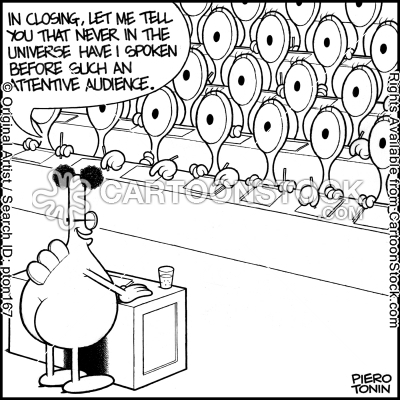 IN CLOSING, LET ME TELL
YOU THAT NEVER IN THE
UNIVERSE HAVE I SPOKEN
BEFORE SUCH AN
ATTENTIVE AUDIENCE.
© Original Artist / Search ID: pton167
Rights Available from CartoonStock.com
CARTOONSTOCK
.COM
PIERO
TONIN